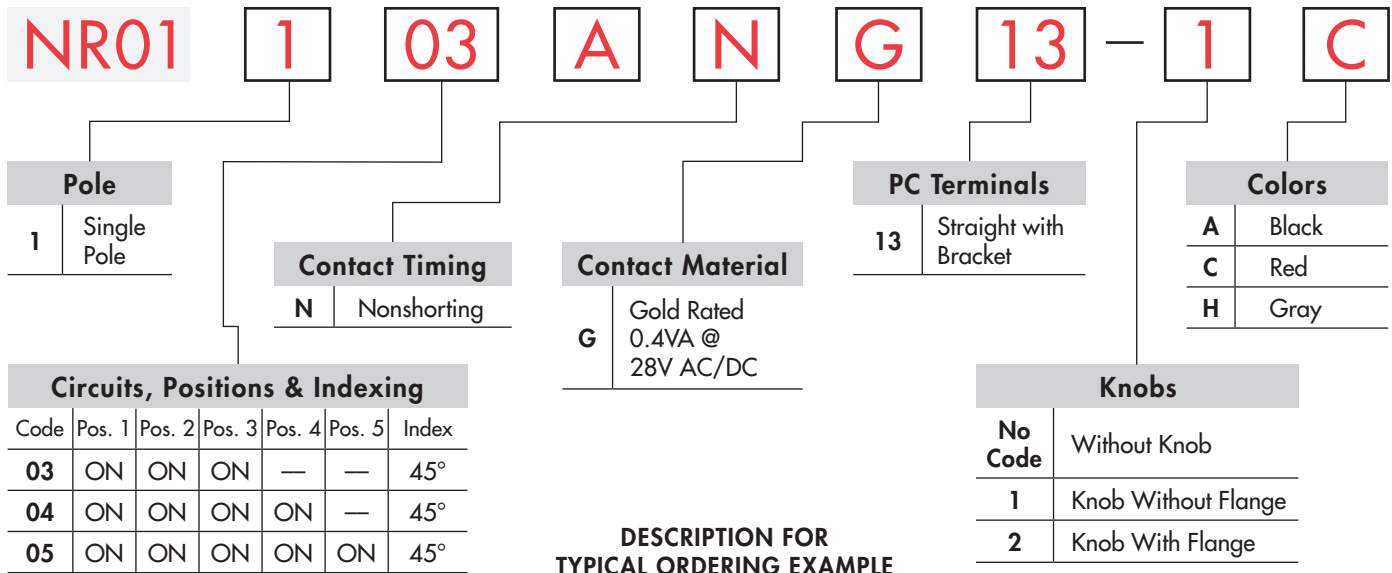 NR01 1 03 A N G 13 — 1 C
Pole
1 Single
Pole
Contact Timing
N Nonshorting
Contact Material
G Gold Rated
0.4VA @
28V AC/DC
PC Terminals
13 Straight with
Bracket
Colors
A Black
C Red
H Gray
Circuits, Positions & Indexing
Code Pos. 1 Pos. 2 Pos. 3 Pos. 4 Pos. 5 Index
03 ON ON ON — — 45°
04 ON ON ON ON — 45°
05 ON ON ON ON ON 45°
Knobs
No
Code Without Knob
1 Knob Without Flange
2 Knob With Flange
DESCRIPTION FOR
TYPICAL ORDERING EXAMPLE